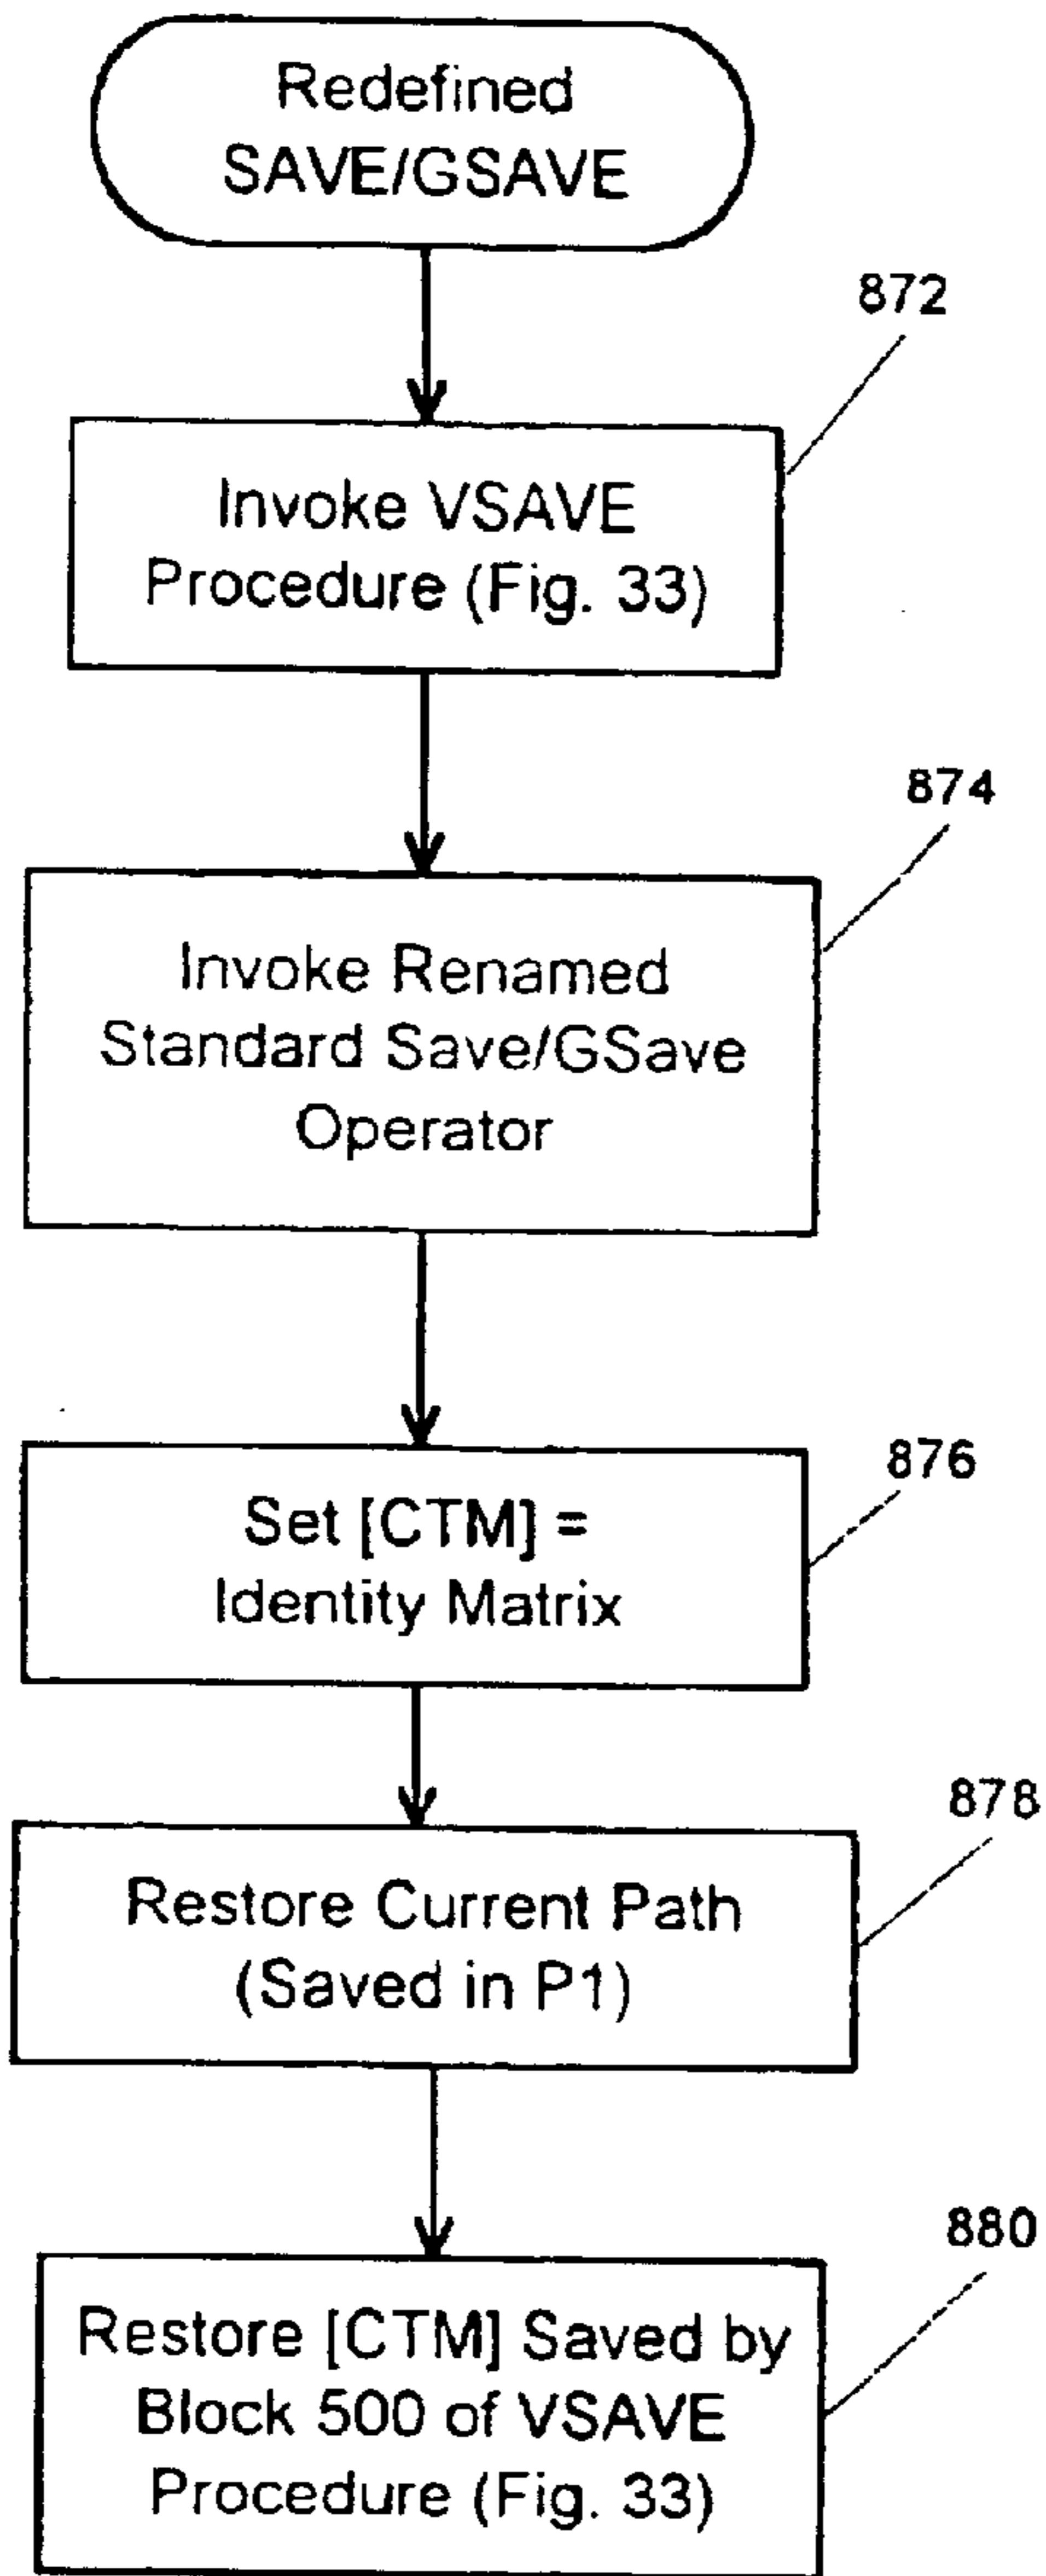 Redefined
SAVE/GSAVE
872
Invoke VSAVE
Procedure (Fig. 33)
874
Invoke Renamed
Standard Save/GSave
Operator
876
Set [CTM] =
Identity Matrix
878
Restore Current Path
(Saved in P1)
880
Restore [CTM] Saved by
Block 500 of VSAVE
Procedure (Fig. 33)